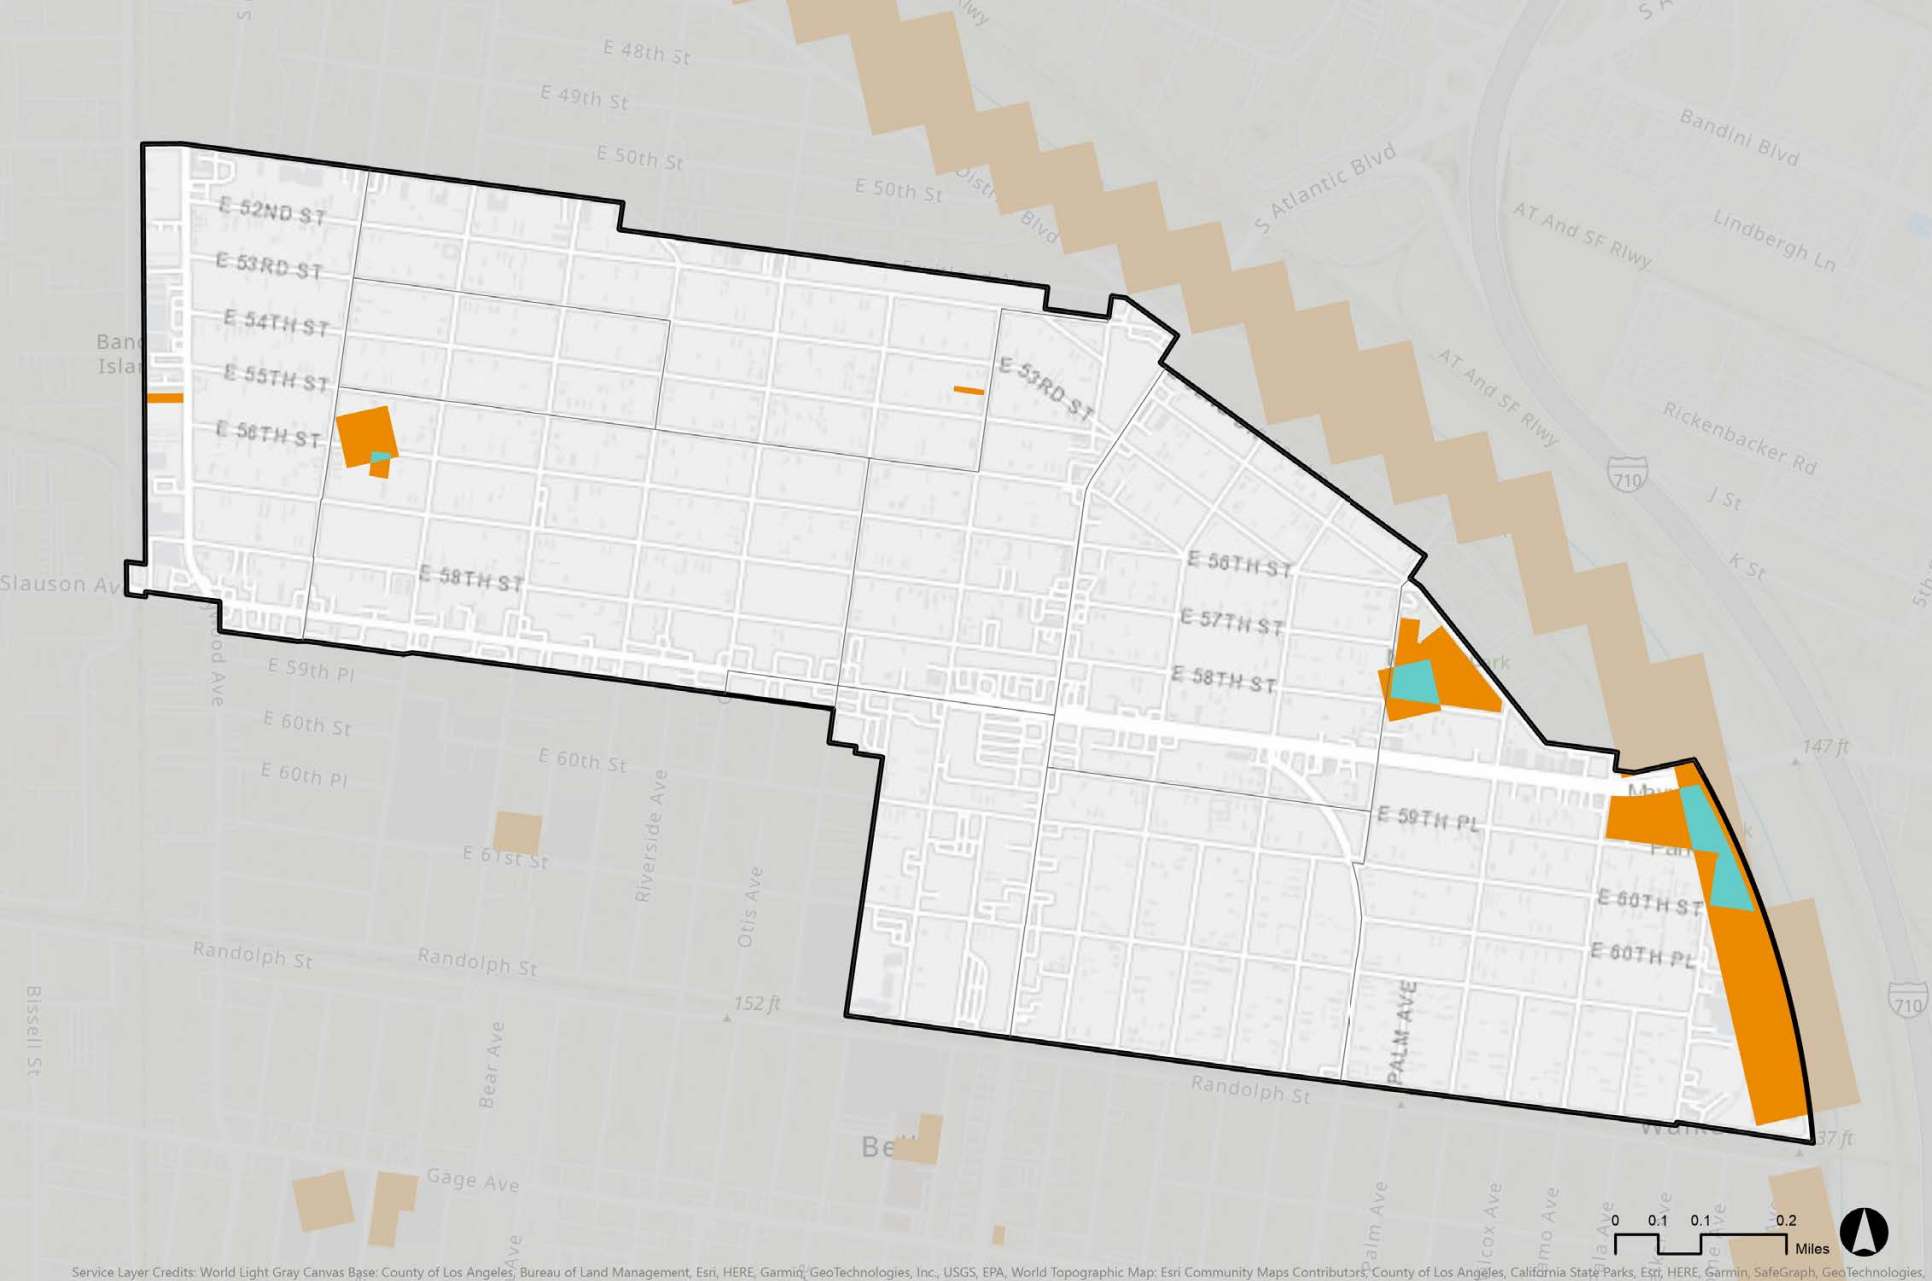 E 48th St
E 49th St
E 50th St
E 50th St
S Atlantic Blvd
Bandini Blvd
AT And SF Rlwy
Lindbergh Ln
E 52ND ST
E 53RD ST
E 54TH ST
E 55TH ST
E 56TH ST
E 53RD ST
AT And SF Rlwy
Rickenbacker Rd
710
J St
K St
Slauson Av
E 58TH ST
E 56TH ST
E 57TH ST
E 58TH ST
E 59th Pl
E 60th St
E 60th Pl
E 60th St
E 61st St
Riverside Ave
Otis Ave
147 ft
E 59TH PL
E 60TH ST
E 60TH PL
Randolph St
Randolph St
152 ft
710
Bissell St
Bear Ave
PALM AVE
Randolph St
37 ft
Gage Ave
Ave
Palm Ave
0 0.1 0.1 0.2
Miles
Service Layer Credits: World Light Gray Canvas Base: County of Los Angeles, Bureau of Land Management, Esri, HERE, Garmin, GeoTechnologies, Inc., USGS, EPA, World Topographic Map: Esri Community Maps Contributors, County of Los Angeles, California State Parks, Esri, HERE, Garmin, SafeGraph, GeoTechnologies